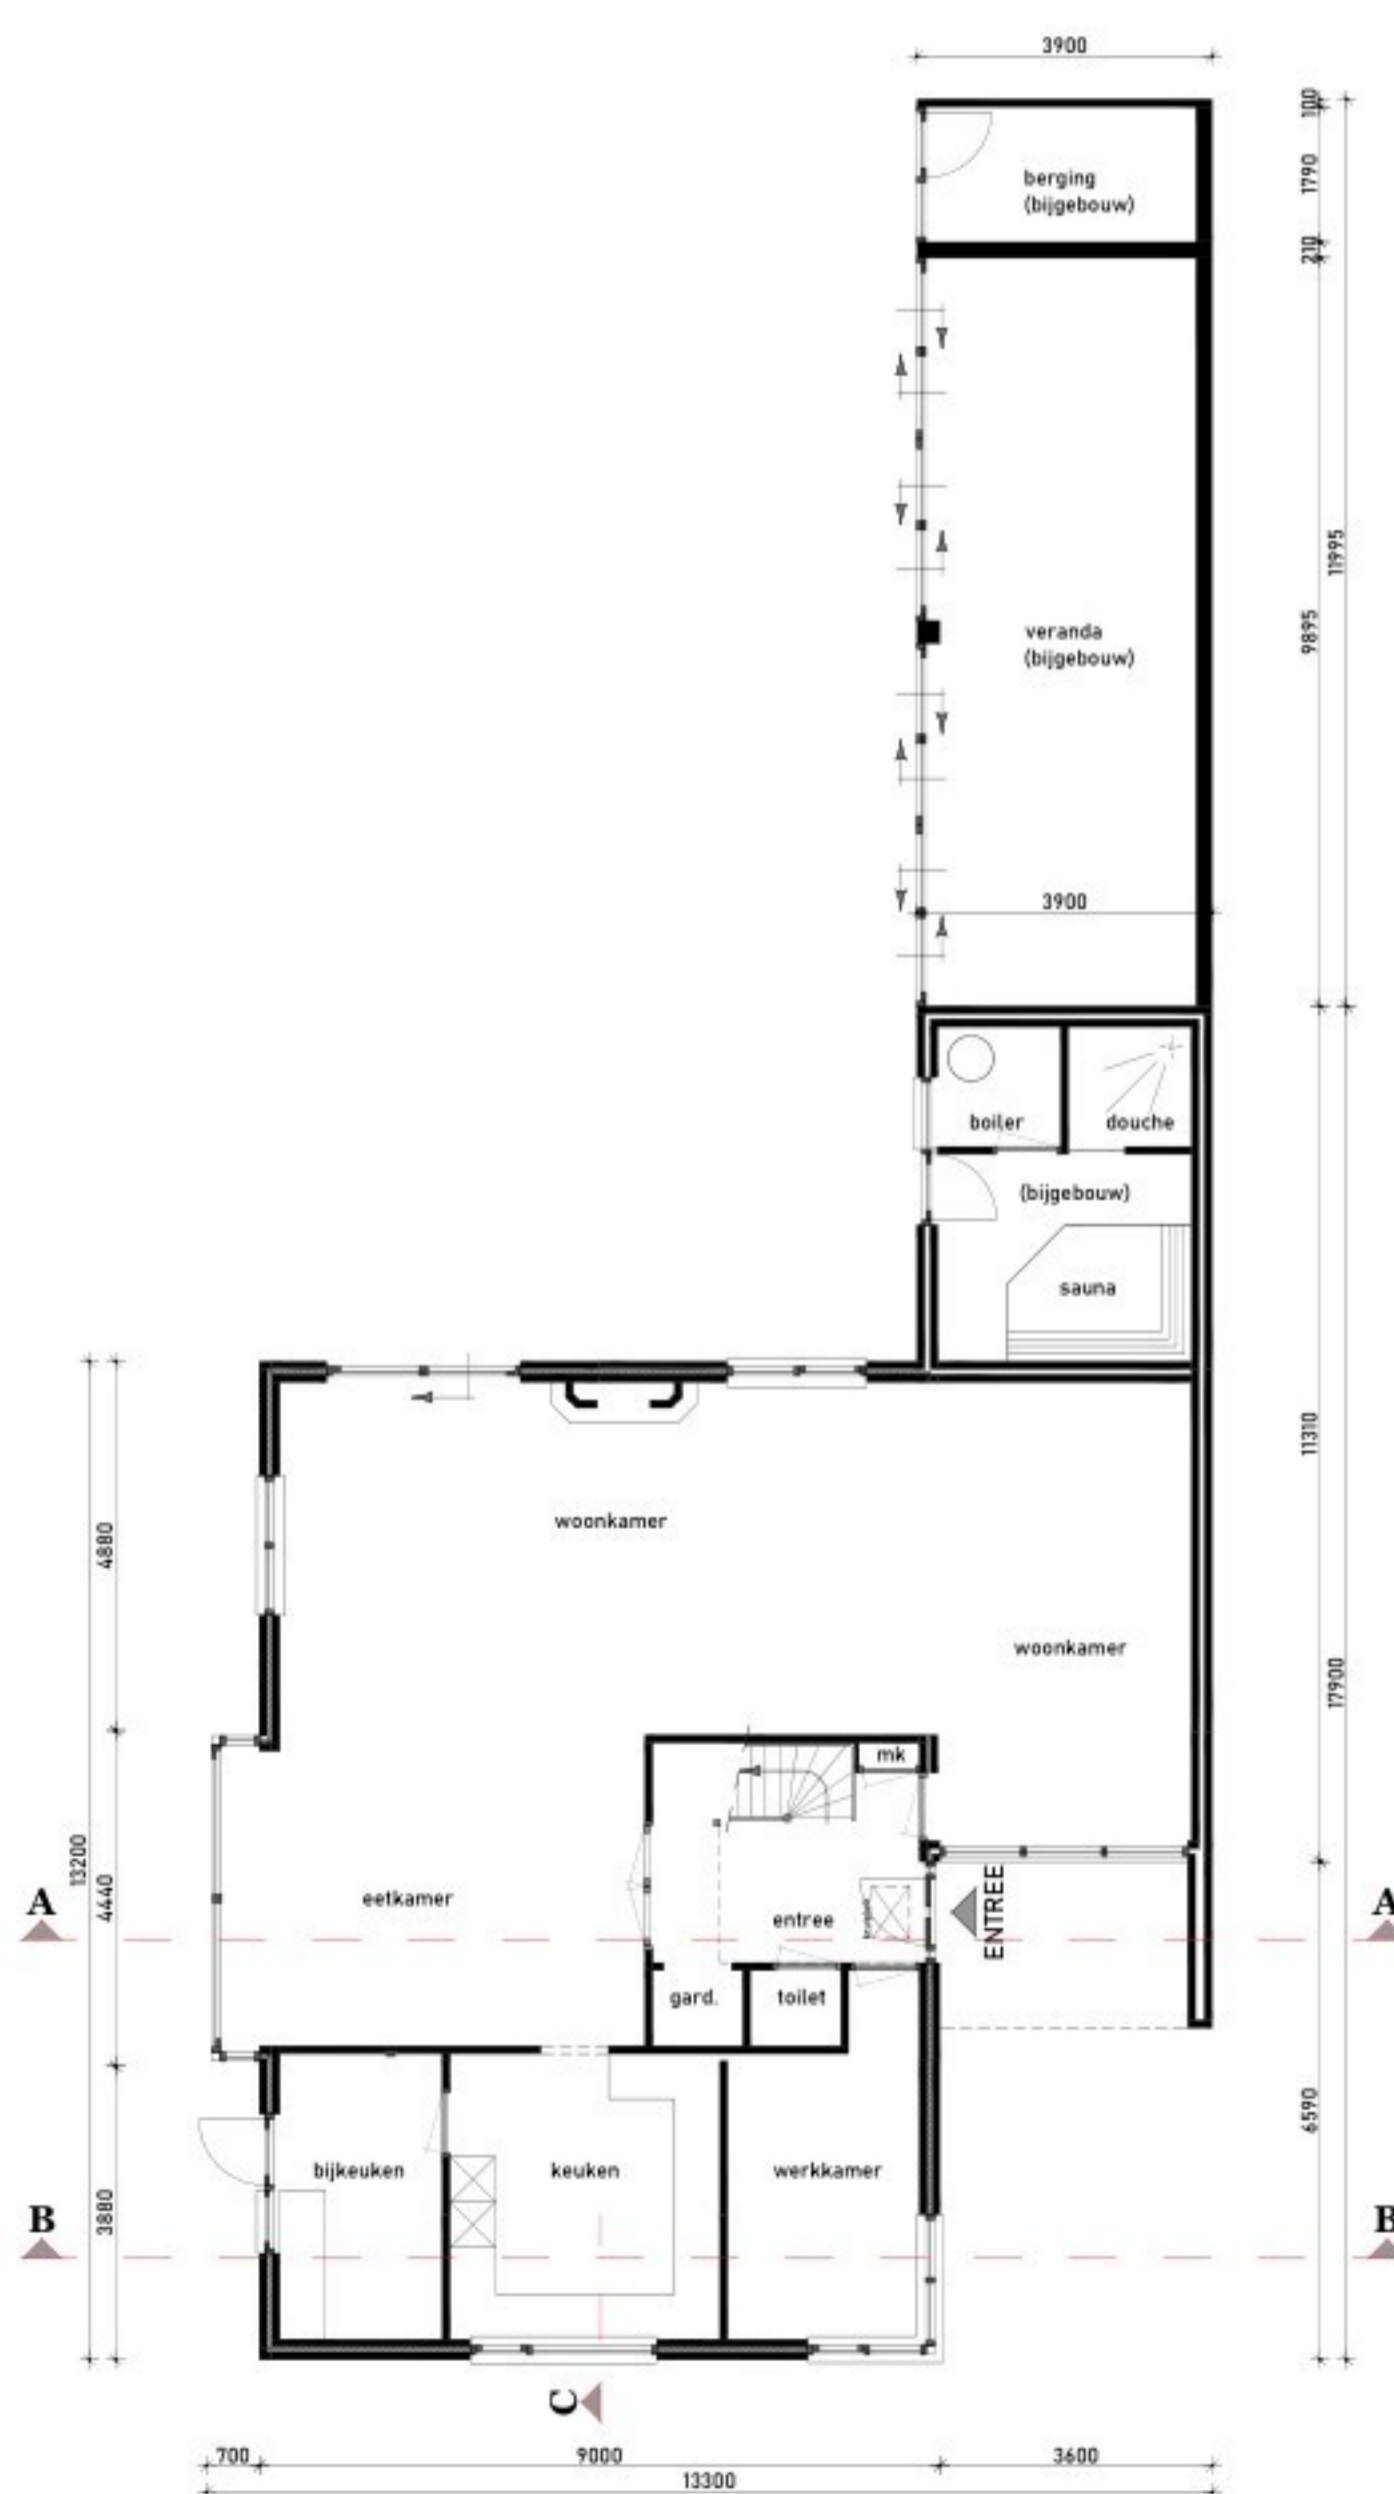 3900
100
1790
berging
(bijgebouw)
210
11995
9895
veranda
(bijgebouw)
3900
boiler
douche
(bijgebouw)
sauna
11310
4880
woonkamer
woonkamer
17900
mk
13200
4440
A
eetkamer
entree
ENTREE
A
gard.
toilet
6590
bijkeuken
keuken
werkkamer
3880
B
B
C
700
9000
3600
13300